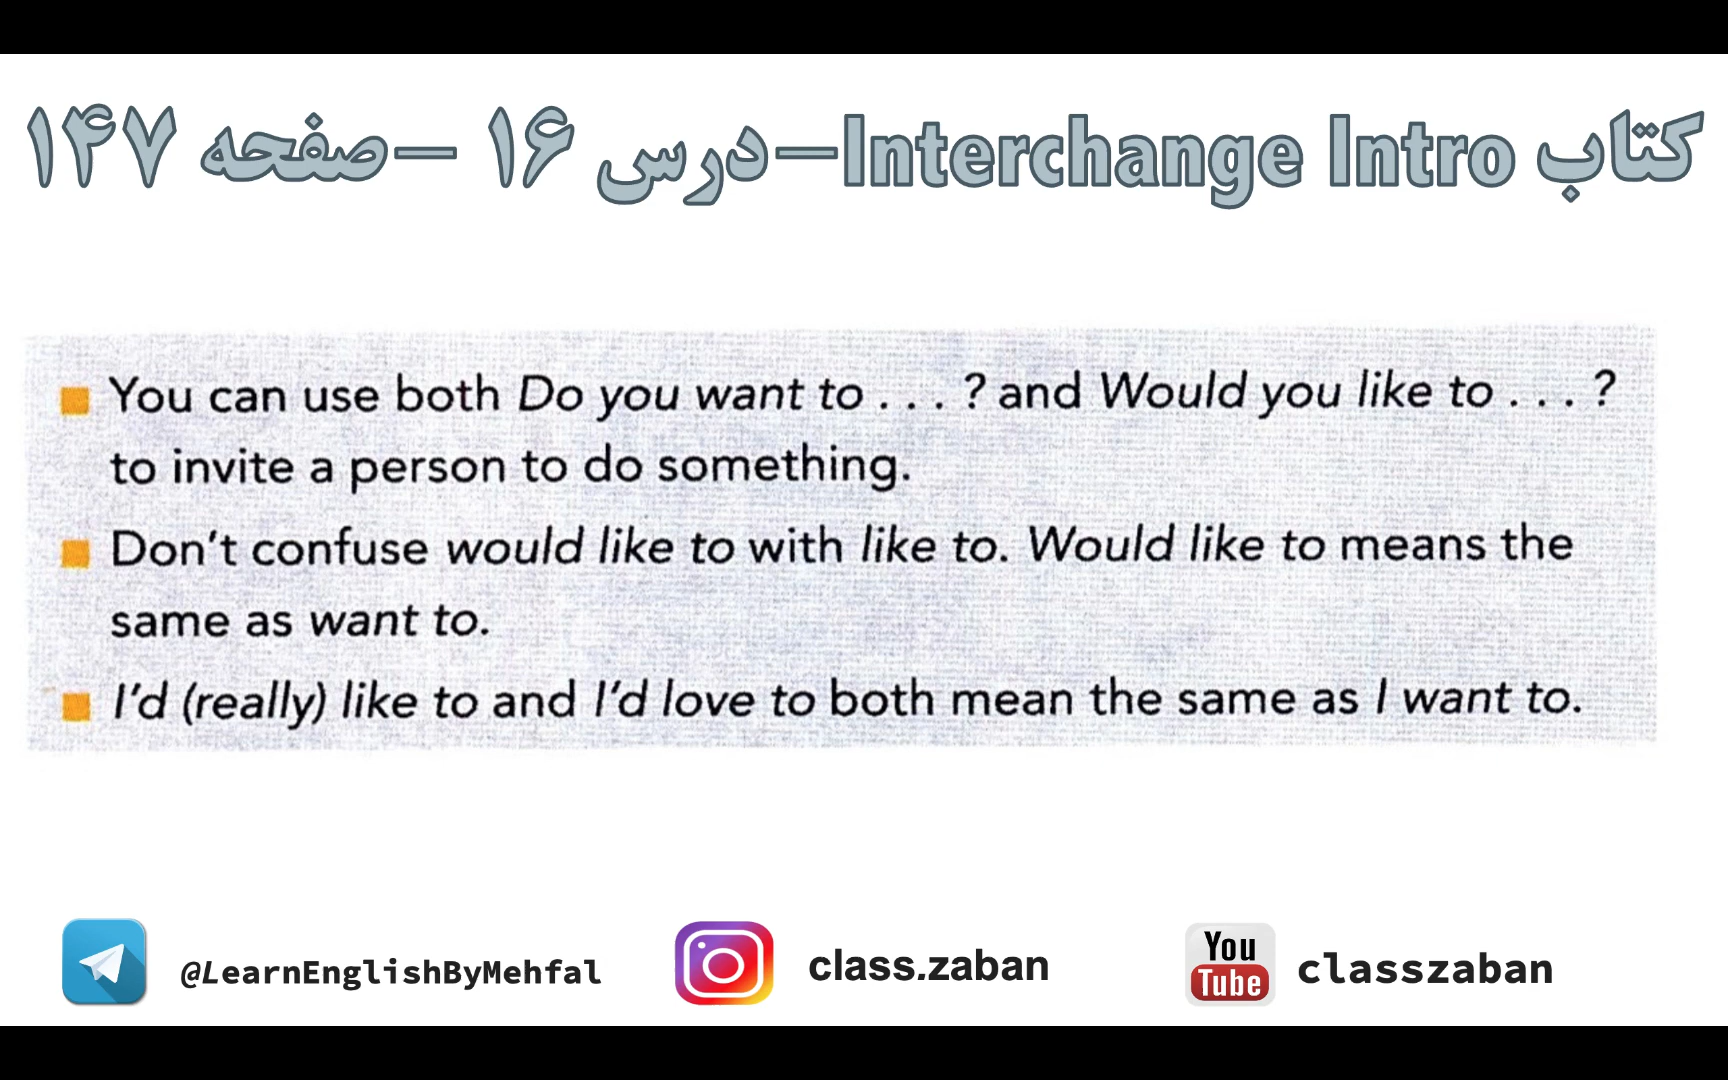 کتاب Interchange Intro–درس ۱۶ –صفحه ۱۴۷
You can use both Do you want to . . . ? and Would you like to . . . ?
to invite a person to do something.
Don't confuse would like to with like to. Would like to means the
same as want to.
I'd (really) like to and I'd love to both mean the same as I want to.
@LearnEnglishByMehfal
class.zaban
You
Tube
classzaban